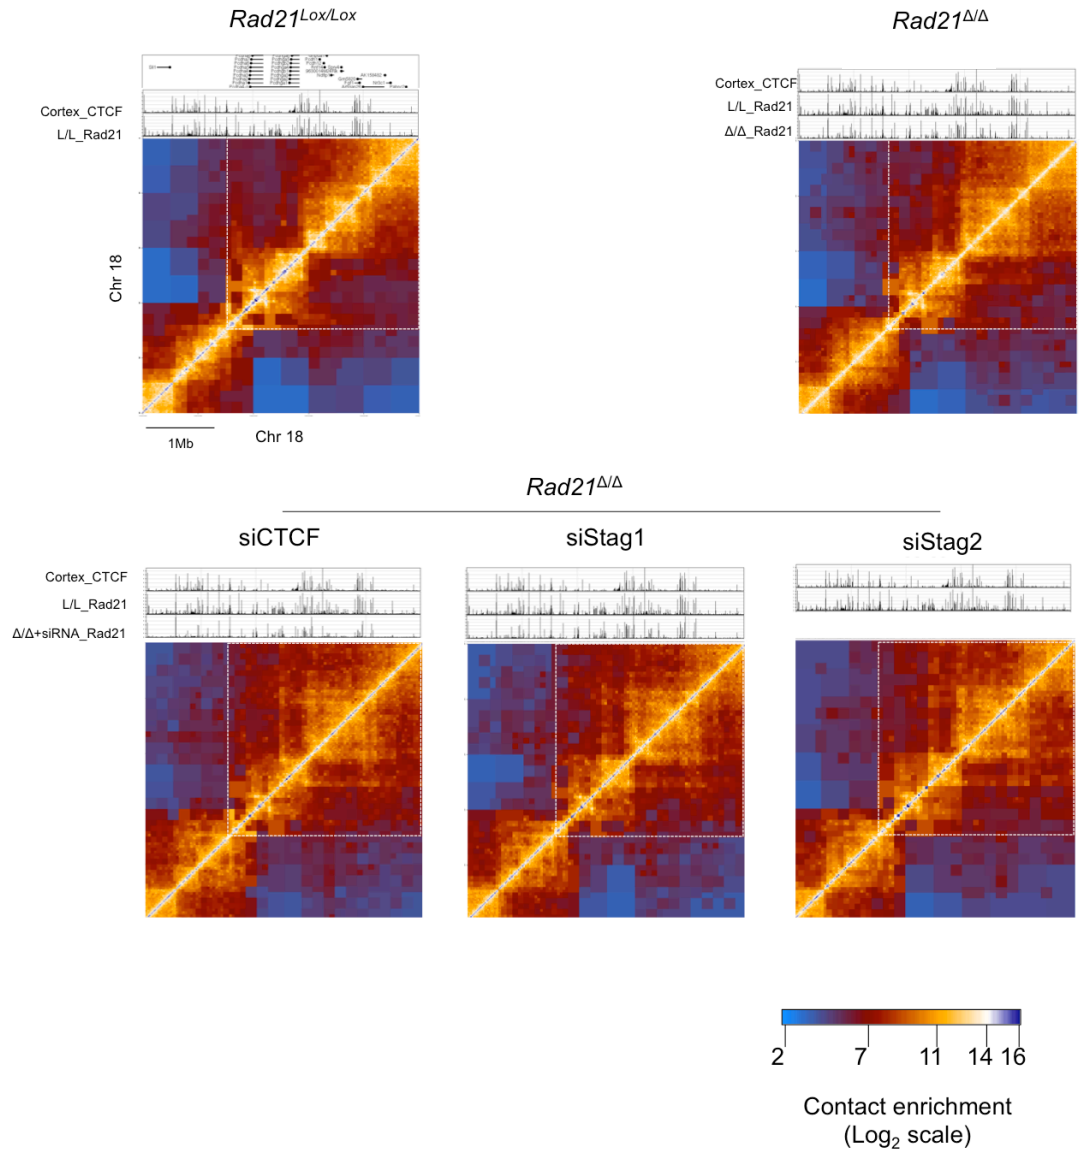 Rad21Lox/Lox
Rad21Δ/Δ
Cortex_CTCF
L/L_Rad21
Cortex_CTCF
L/L_Rad21
Δ/Δ_Rad21
Chr 18
1Mb
Chr 18
Rad21Δ/Δ
siCTCF
siStag1
siStag2
Cortex_CTCF
L/L_Rad21
Δ/Δ+siRNA_Rad21
2 7 11 14 16
Contact enrichment
(Log2 scale)